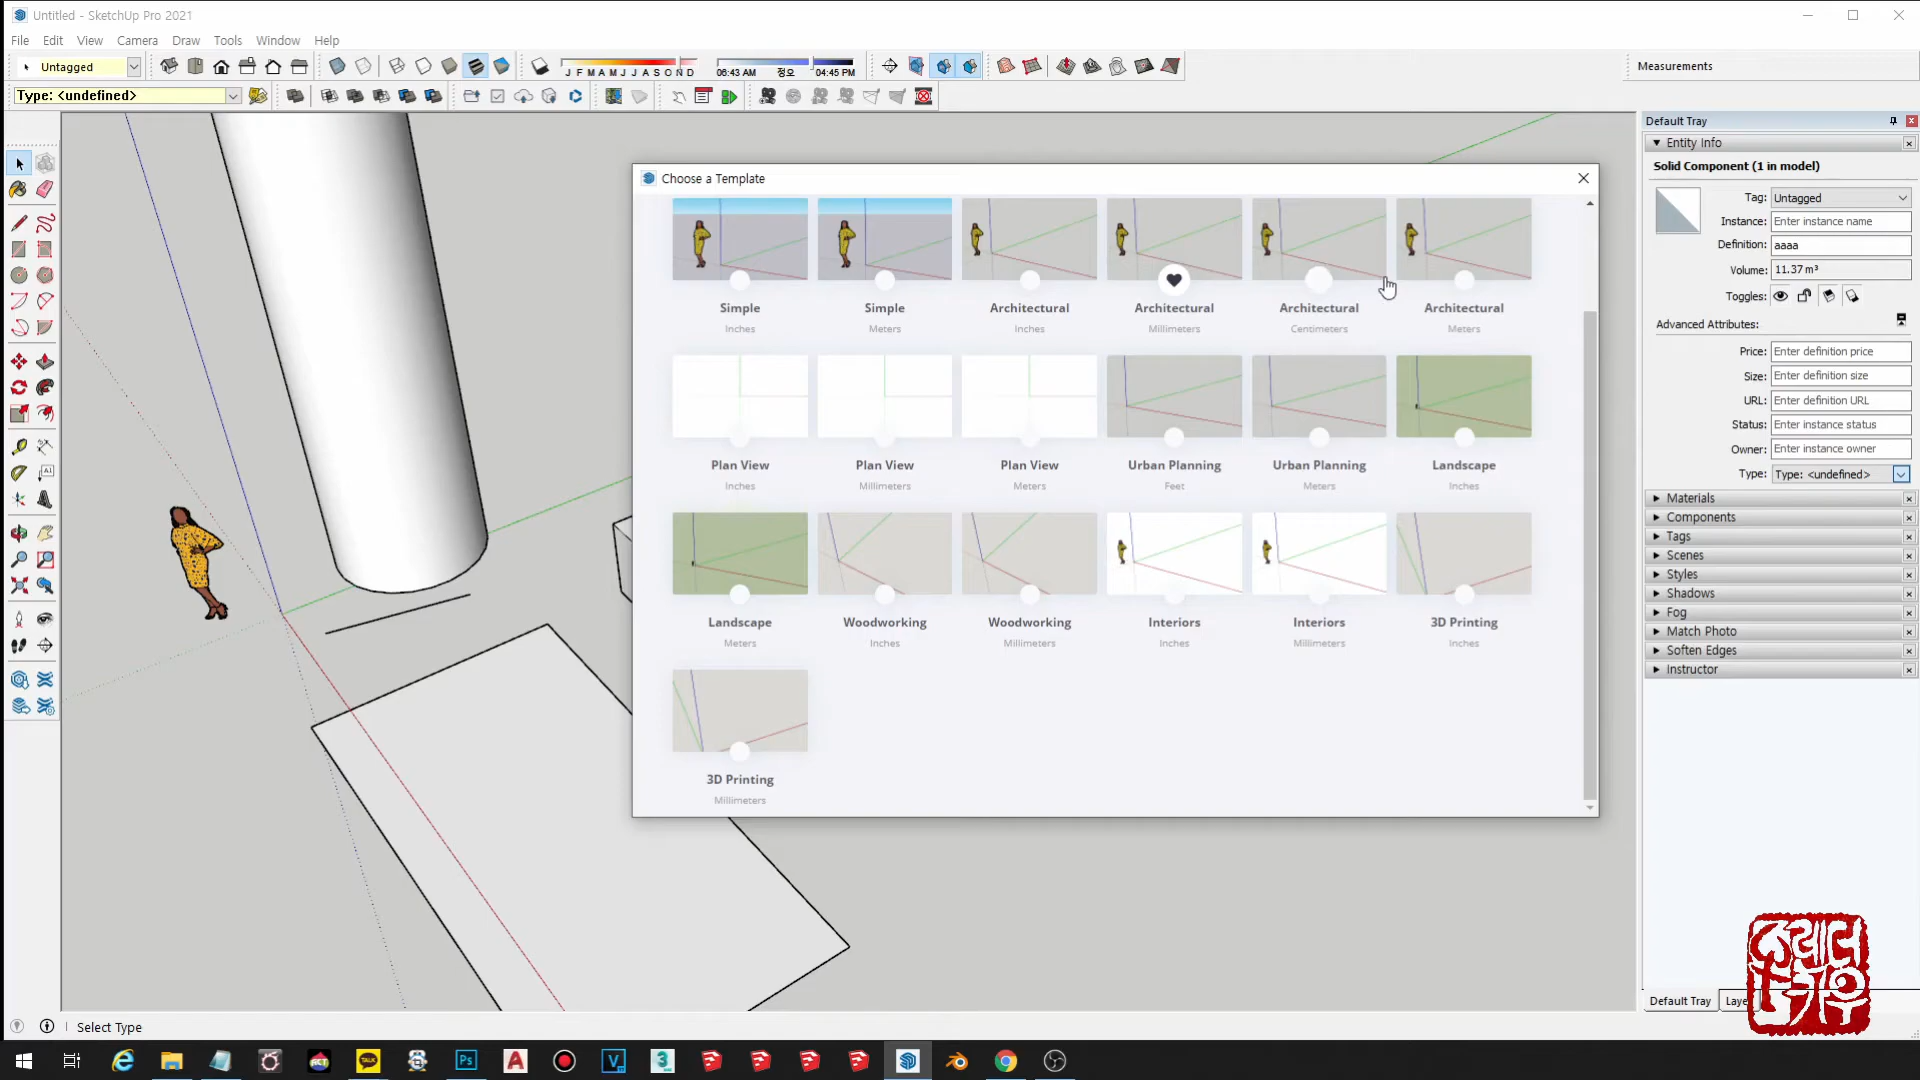 Untitled - SketchUp Pro 2021
File Edit View Camera Draw Tools Window Help
Untagged
J F M A M J J A S O N D
06:43 AM 정오 04:45 PM
Measurements
Type: <undefined>
Default Tray
Entity Info
Solid Component (1 in model)
Tag: Untagged
Instance: Enter instance name
Definition: aaaa
Volume: 11.37 m³
Toggles:
Advanced Attributes:
Price: Enter definition price
Size: Enter definition size
URL: Enter definition URL
Status: Enter instance status
Owner: Enter instance owner
Type: Type: <undefined>
Materials
Components
Tags
Scenes
Styles
Shadows
Fog
Match Photo
Soften Edges
Instructor
Choose a Template
Simple Simple Architectural Architectural Architectural Architectural
Inches Meters Inches Millimeters Centimeters Meters
Plan View Plan View Plan View Urban Planning Urban Planning Landscape
Inches Millimeters Meters Feet Meters Inches
Landscape Woodworking Woodworking Interiors Interiors 3D Printing
Meters Inches Millimeters Inches Millimeters Inches
3D Printing
Millimeters
Default Tray
Select Type